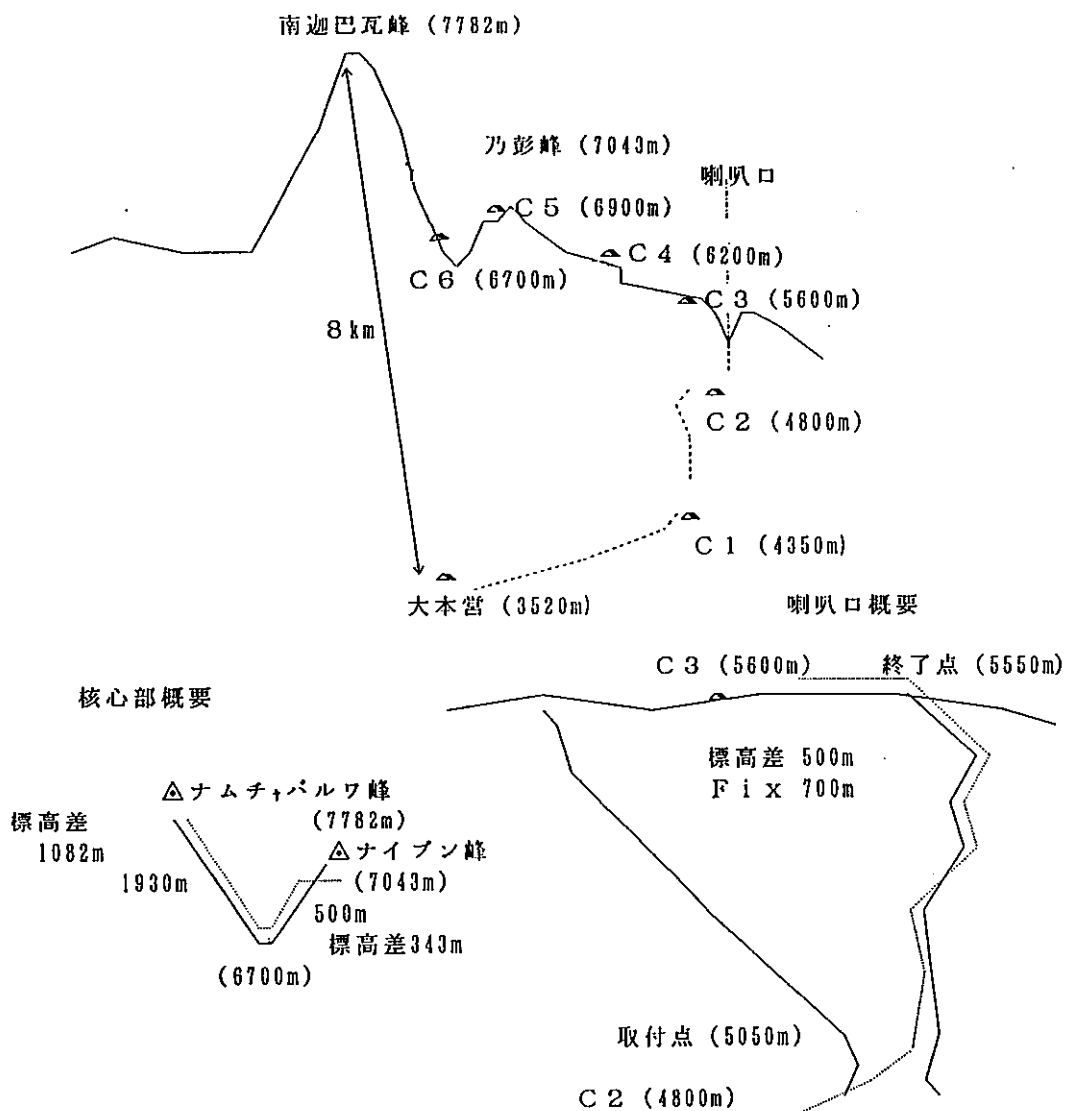 南迦巴瓦峰 (7782m)
乃彭峰 (7043m)
喇叭口
C5 (6900m)
C4 (6200m)
C6 (6700m)
C3 (5600m)
8km
C2 (4800m)
C1 (4350m)
大本営 (3520m)
喇叭口概要
C3 (5600m) 終了点 (5550m)
核心部概要
標高差 500m
Fix 700m
ナムチャバルワ峰
(7782m)
標高差
1082m
ナイプン峰
(7043m)
1930m
500m
標高差343m
(6700m)
取付点 (5050m)
C2 (4800m)